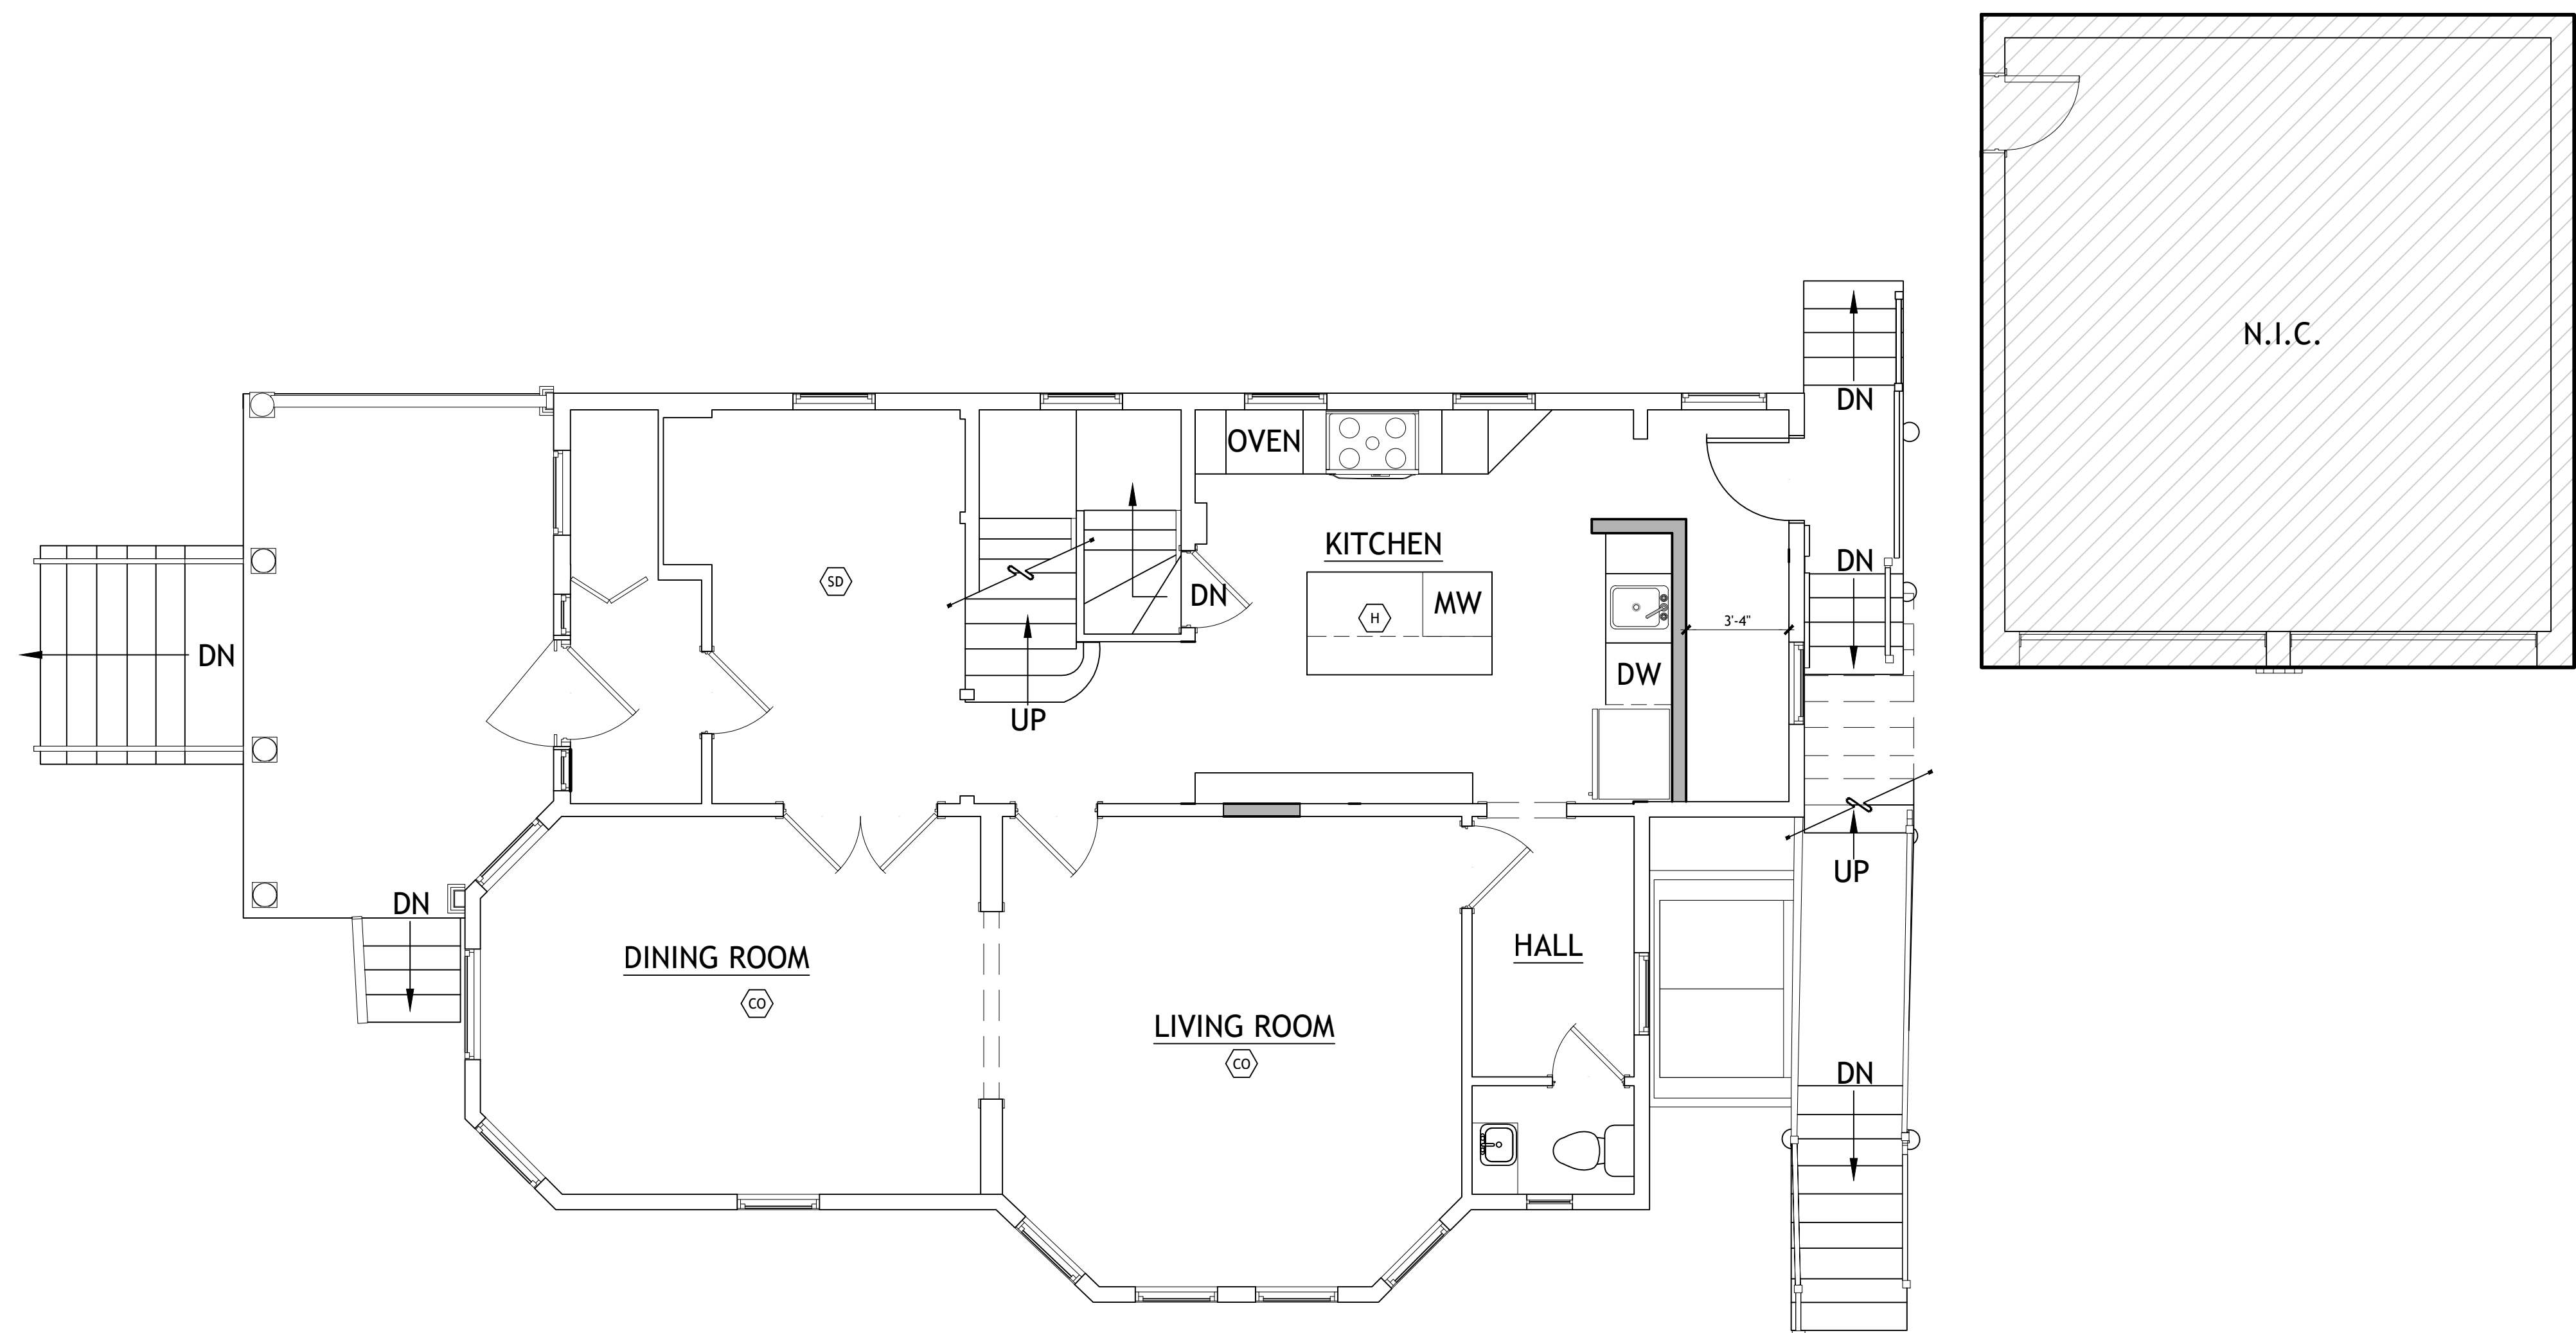 N.I.C.
DN
OVEN
KITCHEN
DN
SD
DN
MW
H
3'-4"
DN
DW
UP
UP
DN
HALL
DINING ROOM
CO
LIVING ROOM
CO
DN